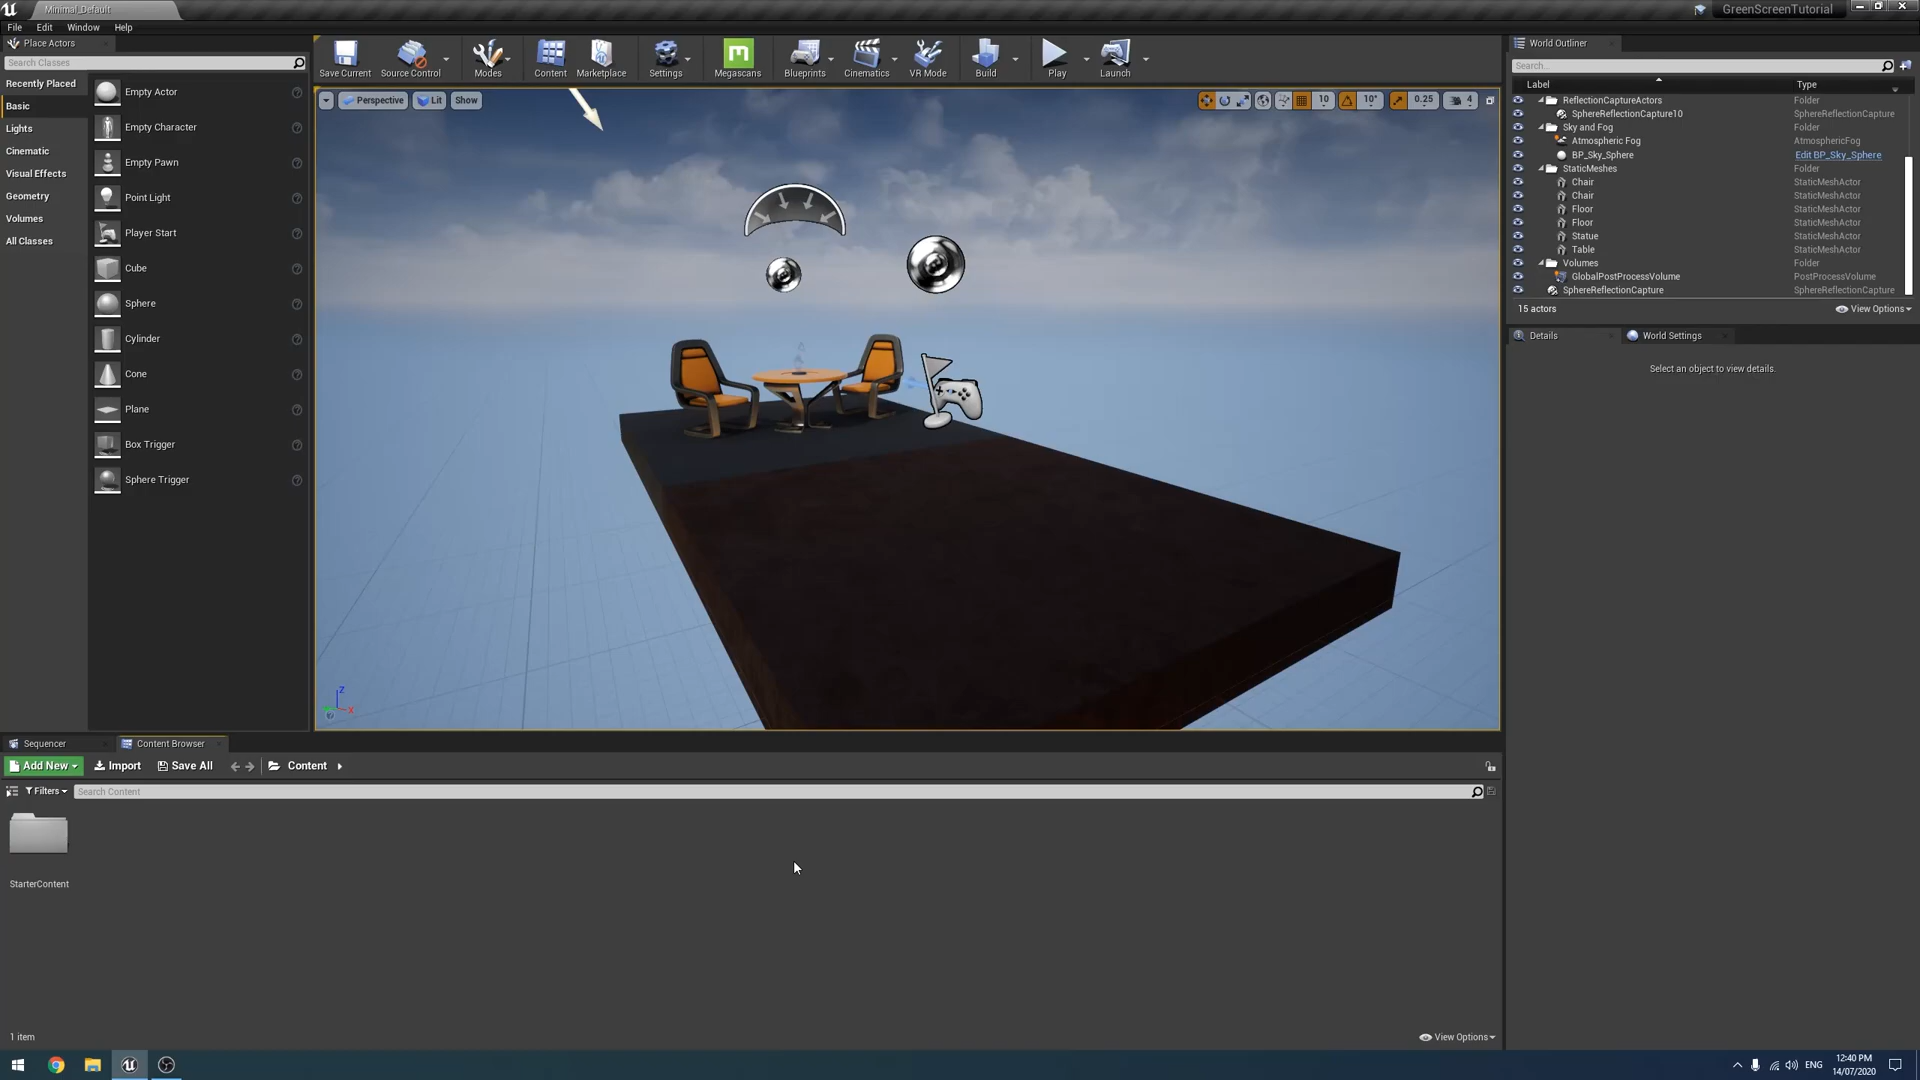 Minimal_Default
GreenScreenTutorial
File Edit Window Help
Place Actors
Search Classes
Recently Placed
Basic
Lights
Cinematic
Visual Effects
Geometry
Volumes
All Classes
Empty Actor
Empty Character
Empty Pawn
Point Light
Player Start
Cube
Sphere
Cylinder
Cone
Plane
Box Trigger
Sphere Trigger
Save Current Source Control Modes Content Marketplace Settings Megascans Blueprints Cinematics VR Mode Build Play Launch
Perspective Lit Show
10 10° 0.25 4
Z
X
World Outliner
Search...
Label Type
ReflectionCaptureActors Folder
SphereReflectionCapture10 SphereReflectionCapture
Sky and Fog Folder
Atmospheric Fog AtmosphericFog
BP_Sky_Sphere Edit BP_Sky_Sphere
StaticMeshes Folder
Chair StaticMeshActor
Chair StaticMeshActor
Floor StaticMeshActor
Floor StaticMeshActor
Statue StaticMeshActor
Table StaticMeshActor
Volumes Folder
GlobalPostProcessVolume PostProcessVolume
SphereReflectionCapture SphereReflectionCapture
15 actors View Options
Details World Settings
Select an object to view details.
Sequencer Content Browser
Add New Import Save All Content
Filters Search Content
StarterContent
1 item View Options
ENG
12:40 PM
14/07/2020